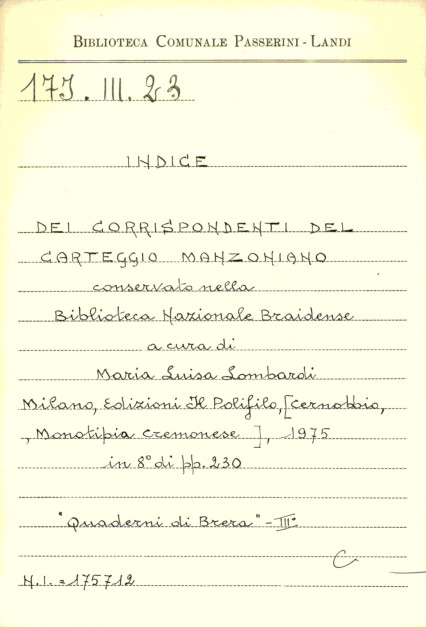 BIBLIOTECA COMUNALE PASSERINI-LANDI
17J. III. 23
INDICE
DEI CORRISPONDENTI DEL
CARTEGGIO MANZONIANO
conservato nella
Biblioteca Nazionale Braidense
a cura di
Maria Luisa Lombardi
Milano, Edizioni Il Polifilo, [Cernobbio,
, Monotipia Cremonese ], 1975
in 8° di pp. 230
"Quaderni di Brera" - III°
C
N.I. = 175712